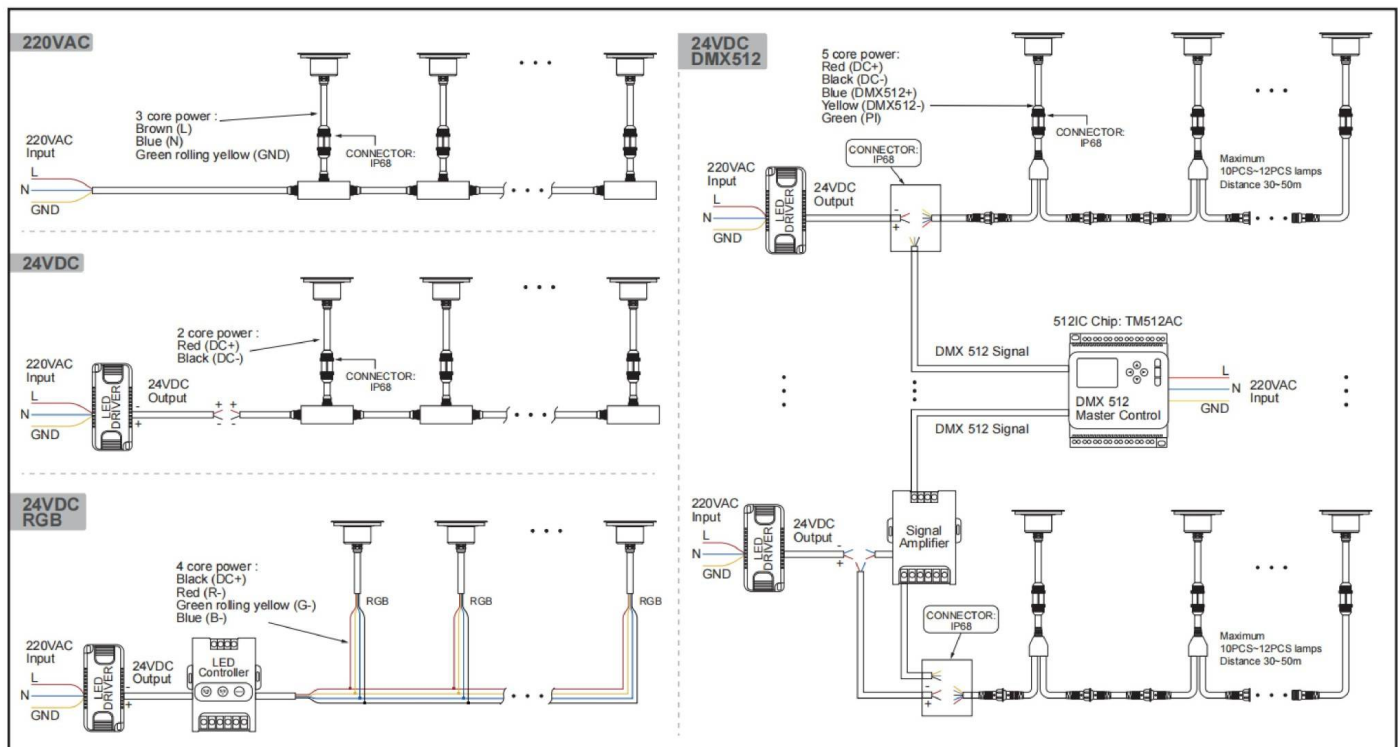 220VAC
3 core power :
Brown (L)
Blue (N)
Green rolling yellow (GND)
CONNECTOR:
IP68
220VAC
Input
L
N
GND
24VDC
2 core power :
Red (DC+)
Black (DC-)
CONNECTOR:
IP68
220VAC
Input
L
N
GND
LED
DRIVER
24VDC
Output
-
+
+ +
- -
24VDC
RGB
4 core power :
Black (DC+)
Red (R-)
Green rolling yellow (G-)
Blue (B-)
RGB
RGB
RGB
220VAC
Input
L
N
GND
LED
DRIVER
24VDC
Output
-
+
LED
Controller
24VDC
DMX512
5 core power:
Red (DC+)
Black (DC-)
Blue (DMX512+)
Yellow (DMX512-)
Green (PI)
CONNECTOR:
IP68
CONNECTOR:
IP68
220VAC
Input
L
N
GND
LED
DRIVER
24VDC
Output
-
+
Maximum
10PCS~12PCS lamps
Distance 30~50m
512IC Chip: TM512AC
DMX 512 Signal
DMX 512
Master Control
L
N
GND
220VAC
Input
DMX 512 Signal
220VAC
Input
L
N
GND
LED
DRIVER
24VDC
Output
-
+
Signal
Amplifier
CONNECTOR:
IP68
-
+
Maximum
10PCS~12PCS lamps
Distance 30~50m